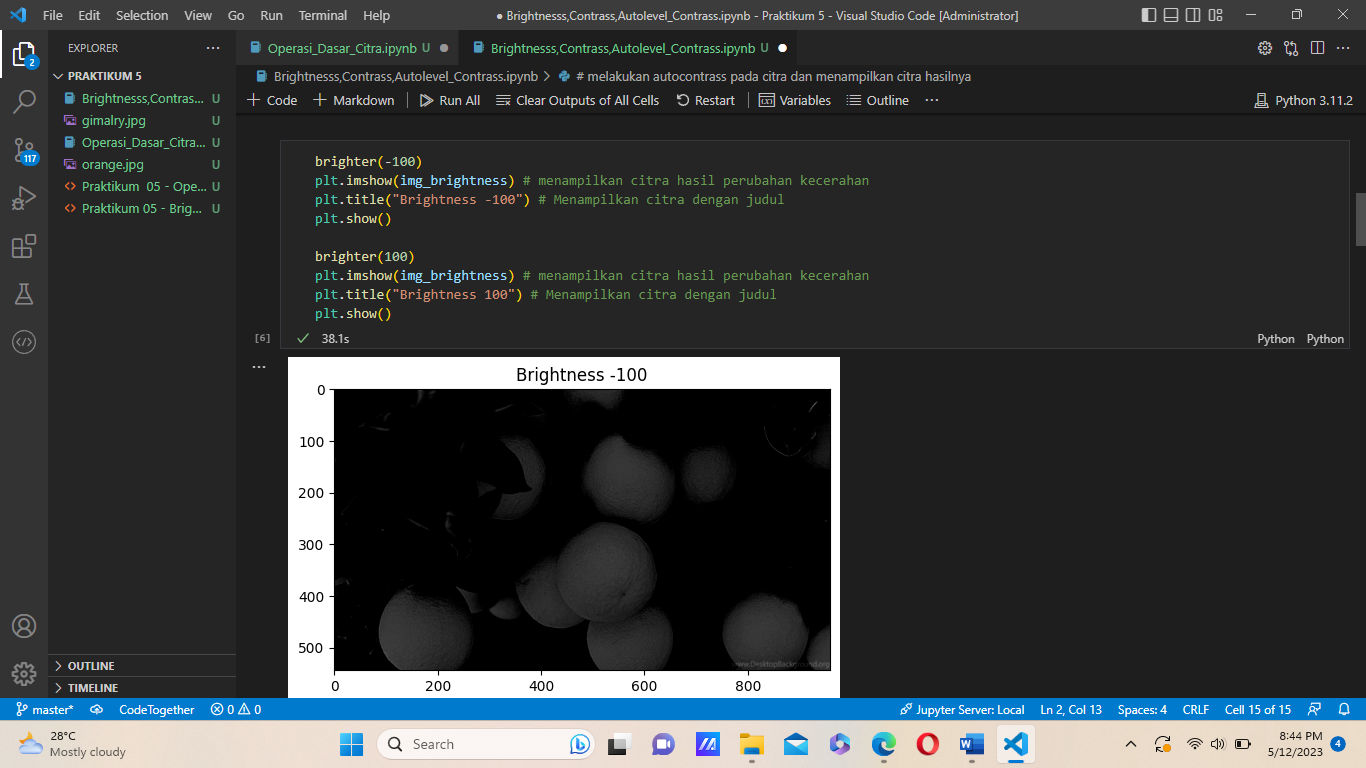 File Edit Selection View Go Run Terminal Help
● Brightnesss,Contrass,Autolevel_Contrass.ipynb - Praktikum 5 - Visual Studio Code [Administrator]
EXPLORER
PRAKTIKUM 5
Brightnesss,Contras... U
gimalry.jpg U
Operasi_Dasar_Citra... U
orange.jpg U
Praktikum 05 - Ope... U
Praktikum 05 - Brig... U
OUTLINE
TIMELINE
2
117
Operasi_Dasar_Citra.ipynb U ●
Brightnesss,Contrass,Autolevel_Contrass.ipynb U ●
Brightnesss,Contrass,Autolevel_Contrass.ipynb > # melakukan autocontrass pada citra dan menampilkan citra hasilnya
+ Code + Markdown Run All Clear Outputs of All Cells Restart Variables Outline ... Python 3.11.2
brighter(-100)
plt.imshow(img_brightness) # menampilkan citra hasil perubahan kecerahan
plt.title("Brightness -100") # Menampilkan citra dengan judul
plt.show()
brighter(100)
plt.imshow(img_brightness) # menampilkan citra hasil perubahan kecerahan
plt.title("Brightness 100") # Menampilkan citra dengan judul
plt.show()
[6] ✓ 38.1s Python Python
Brightness -100
0
100
200
300
400
500
www.DesktopBackground.org
0 200 400 600 800
master* CodeTogether 0 0 Jupyter Server: Local Ln 2, Col 13 Spaces: 4 CRLF Cell 15 of 15
28°C
Mostly cloudy
Search
8:44 PM
5/12/2023
4